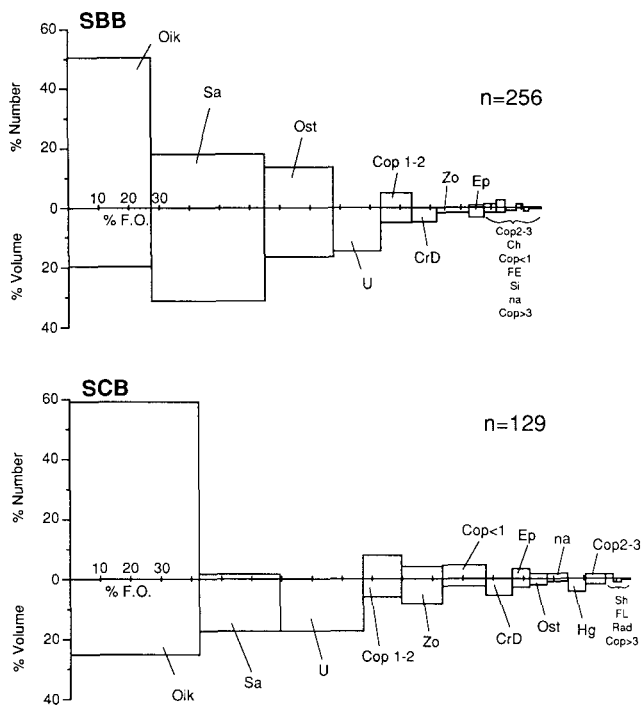 SBB
60
40
20
0
20
40
% Number
% Volume
10 20 30
% F.O.
Oik
Sa
Ost
U
Cop 1-2
CrD
Zo
Ep
n=256
Cop2-3
Ch
Cop<1
FE
Si
na
Cop>3
SCB
60
40
20
0
20
40
% Number
% Volume
10 20 30
% F.O.
Oik
Sa
U
Cop 1-2
Zo
Cop<1
CrD
Ep
Ost
na
Hg
Cop2-3
n=129
Sh
FL
Rad
Cop>3